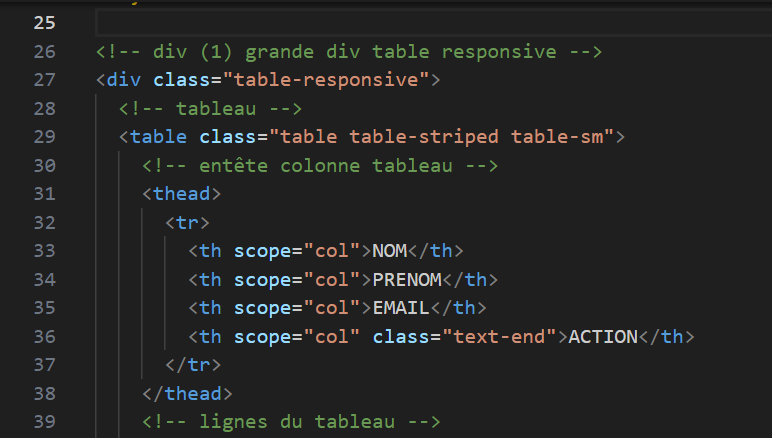 25
26 <!-- div (1) grande div table responsive -->
27 <div class="table-responsive">
28 <!-- tableau -->
29 <table class="table table-striped table-sm">
30 <!-- entête colonne tableau -->
31 <thead>
32 <tr>
33 <th scope="col">NOM</th>
34 <th scope="col">PRENOM</th>
35 <th scope="col">EMAIL</th>
36 <th scope="col" class="text-end">ACTION</th>
37 </tr>
38 </thead>
39 <!-- lignes du tableau -->